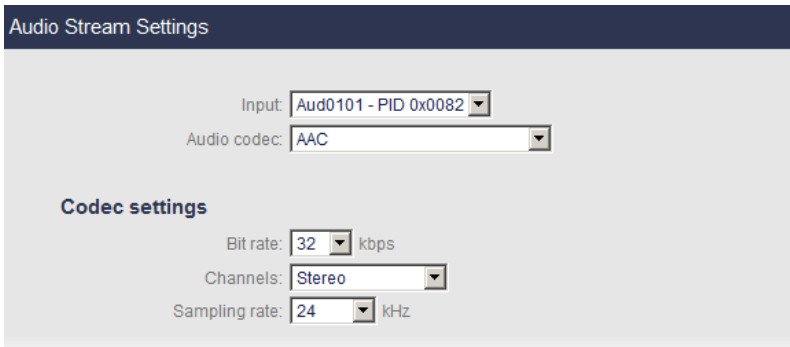 Audio Stream Settings
Input: Aud0101 - PID 0x0082
Audio codec: AAC
Codec settings
Bit rate: 32 kbps
Channels: Stereo
Sampling rate: 24 kHz